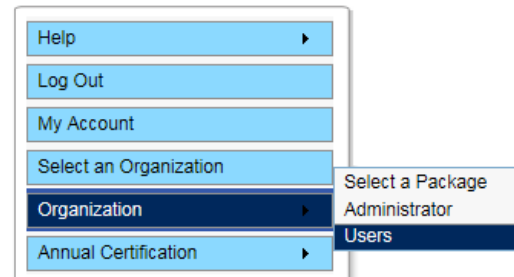 Help
Log Out
My Account
Select an Organization
Organization
Annual Certification
Select a Package
Administrator
Users